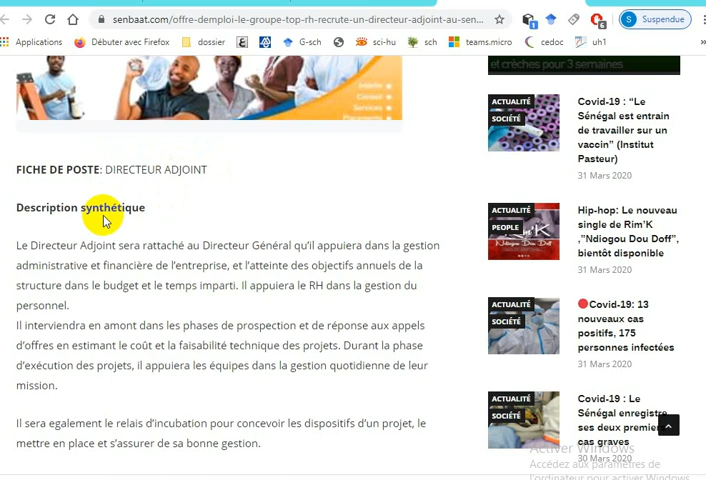 senbaat.com/offre-demploi-le-groupe-top-rh-recrute-un-directeur-adjoint-au-sen...
S Suspendue
Applications
Débuter avec Firefox
dossier
G-sch
sci-hu
sch
teams.micro
cedoc
uh1
Intérim
Conseil
Services
Placements
FICHE DE POSTE: DIRECTEUR ADJOINT
Description synthétique
Le Directeur Adjoint sera rattaché au Directeur Général qu'il appuiera dans la gestion
administrative et financière de l'entreprise, et l'atteinte des objectifs annuels de la
structure dans le budget et le temps imparti. Il appuiera le RH dans la gestion du
personnel.
Il interviendra en amont dans les phases de prospection et de réponse aux appels
d'offres en estimant le coût et la faisabilité technique des projets. Durant la phase
d'exécution des projets, il appuiera les équipes dans la gestion quotidienne de leur
mission.
Il sera egalement le relais d'incubation pour concevoir les dispositifs d'un projet, le
mettre en place et s'assurer de sa bonne gestion.
et crèches pour 3 semaines
ACTUALITÉ
SOCIÉTÉ
Covid-19 : “Le
Sénégal est entrain
de travailler sur un
vaccin” (Institut
Pasteur)
31 Mars 2020
ACTUALITÉ
PEOPLE
Hip-hop: Le nouveau
single de Rim'K
,”Ndiogou Dou Doff”,
bientôt disponible
31 Mars 2020
ACTUALITÉ
SOCIÉTÉ
Covid-19: 13
nouveaux cas
positifs, 175
personnes infectées
31 Mars 2020
ACTUALITÉ
SOCIÉTÉ
Covid-19 : Le
Sénégal enregistre
ses deux premiers
cas graves
30 Mars 2020
Activer Windows
Accédez aux paramètres de
l'ordinateur pour activer Windows